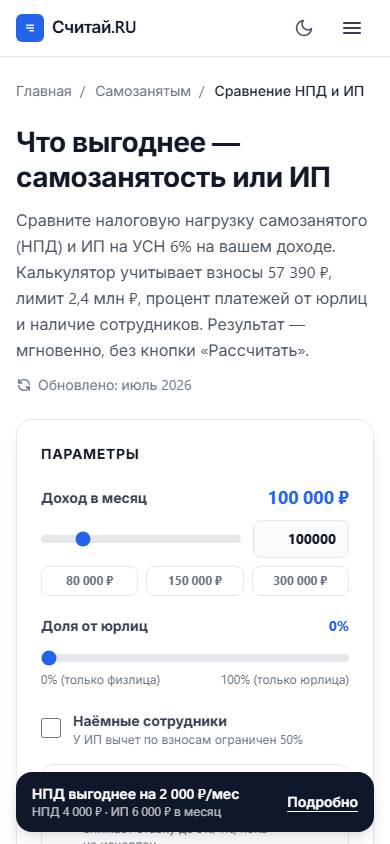 Считай.RU
Главная / Самозанятым / Сравнение НПД и ИП
Что выгоднее —
самозанятость или ИП
Сравните налоговую нагрузку самозанятого
(НПД) и ИП на УСН 6% на вашем доходе.
Калькулятор учитывает взносы 57 390 ₽,
лимит 2,4 млн ₽, процент платежей от юрлиц
и наличие сотрудников. Результат —
мгновенно, без кнопки «Рассчитать».
Обновлено: июль 2026
ПАРАМЕТРЫ
Доход в месяц 100 000 ₽
100000
80 000 ₽ 150 000 ₽ 300 000 ₽
Доля от юрлиц 0%
0% (только физлица) 100% (только юрлица)
Наёмные сотрудники
У ИП вычет по взносам ограничен 50%
НПД выгоднее на 2 000 ₽/мес
НПД 4 000 ₽ · ИП 6 000 ₽ в месяц
Подробно